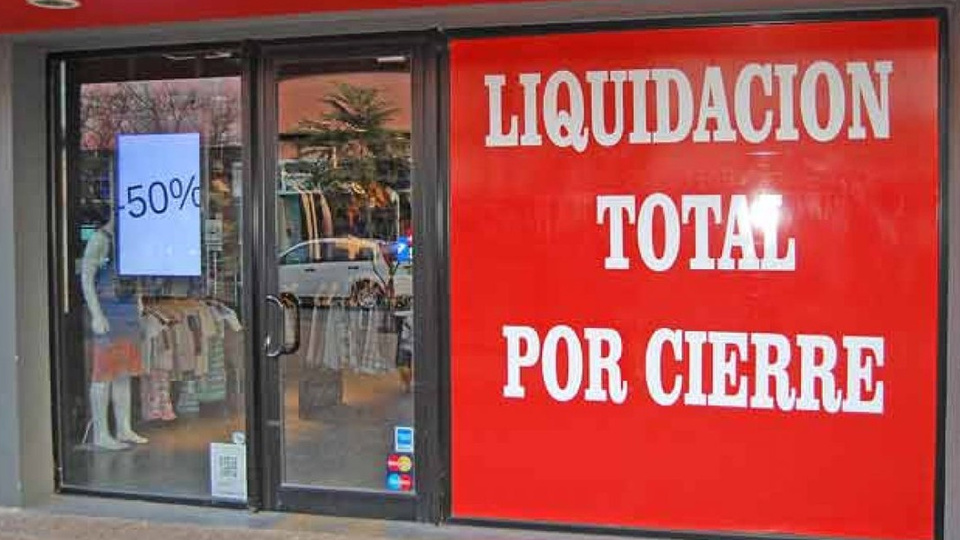 -50%
LIQUIDACION
TOTAL
POR CIERRE